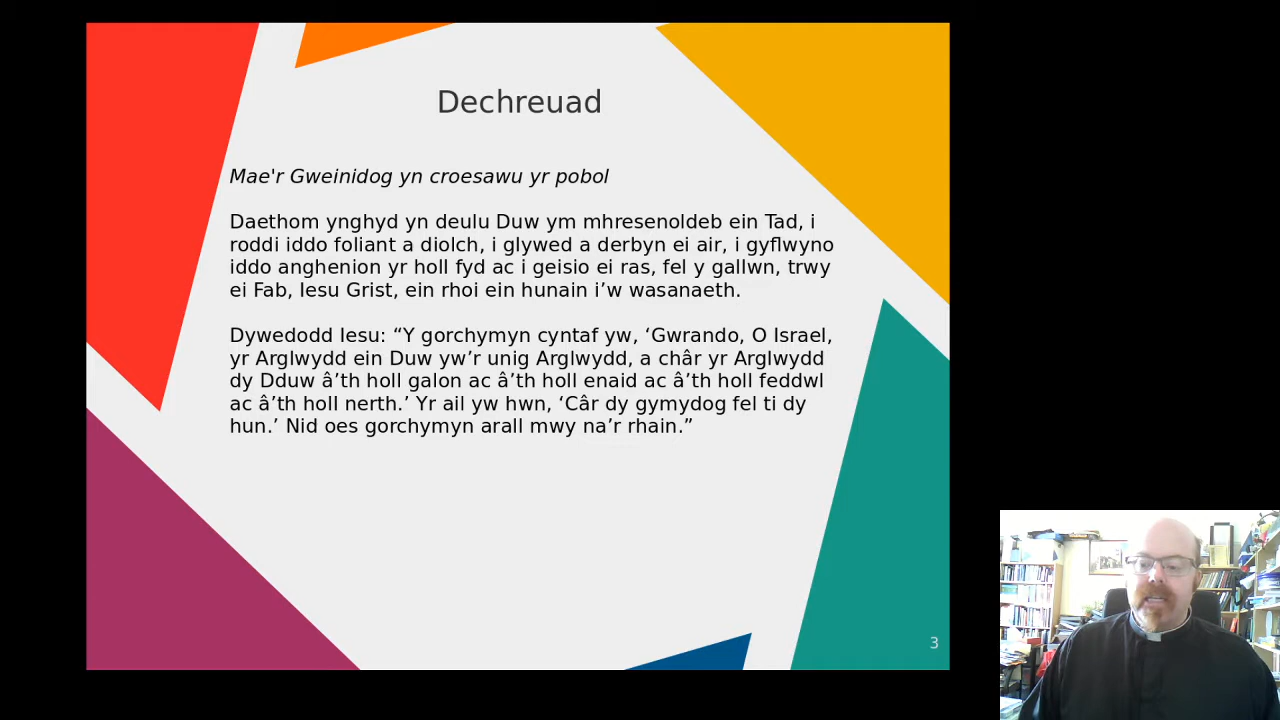 Dechreuad
Mae'r Gweinidog yn croesawu yr pobol
Daethom ynghyd yn deulu Duw ym mhresenoldeb ein Tad, i
roddi iddo foliant a diolch, i glywed a derbyn ei air, i gyflwyno
iddo anghenion yr holl fyd ac i geisio ei ras, fel y gallwn, trwy
ei Fab, Iesu Grist, ein rhoi ein hunain i’w wasanaeth.
Dywedodd Iesu: “Y gorchymyn cyntaf yw, ‘Gwrando, O Israel,
yr Arglwydd ein Duw yw’r unig Arglwydd, a châr yr Arglwydd
dy Dduw â’th holl galon ac â’th holl enaid ac â’th holl feddwl
ac â’th holl nerth.’ Yr ail yw hwn, ‘Câr dy gymydog fel ti dy
hun.’ Nid oes gorchymyn arall mwy na’r rhain.”
3